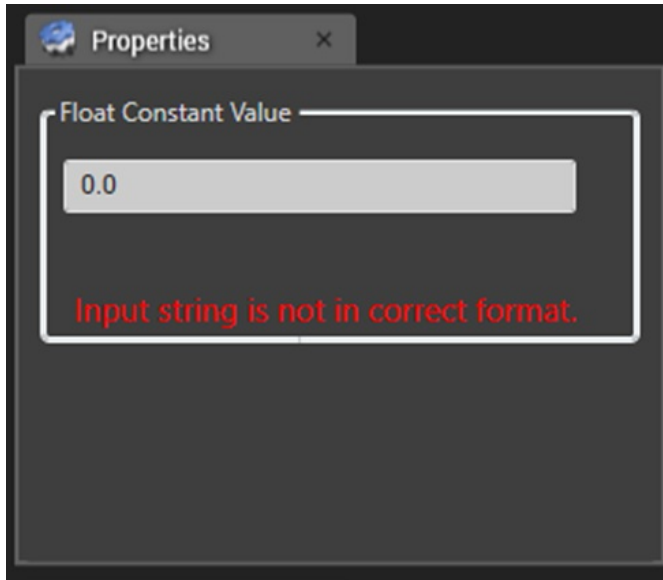 Properties ×
Float Constant Value
0.0
Input string is not in correct format.